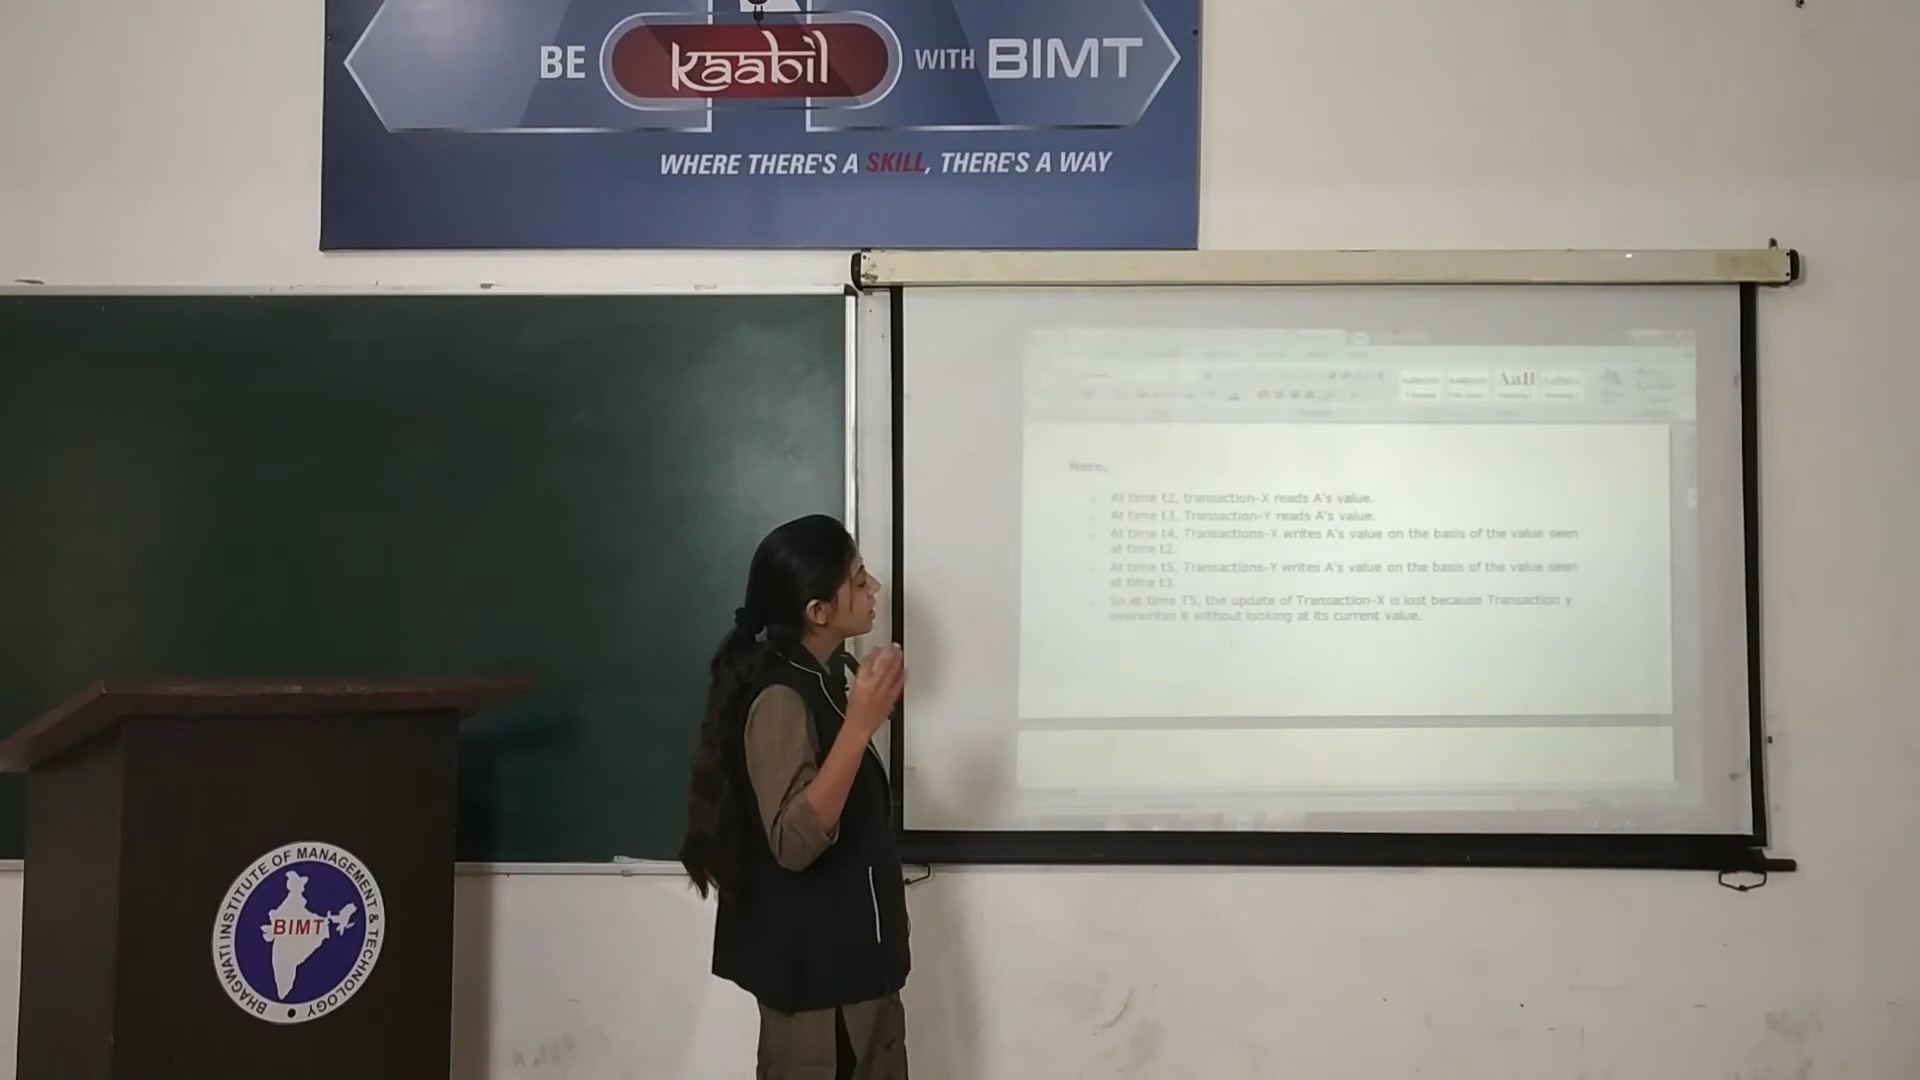 BE kaabil WITH BIMT
WHERE THERE'S A SKILL, THERE'S A WAY
AaB
Here,
At time t2, transaction-X reads A's value.
At time t3, Transaction-Y reads A's value.
At time t4, Transactions-X writes A's value on the basis of the value seen
at time t2.
At time t5, Transactions-Y writes A's value on the basis of the value seen
at time t3.
So at time T5, the update of Transaction-X is lost because Transaction y
overwrites it without looking at its current value.
BHAGWATI INSTITUTE OF MANAGEMENT & TECHNOLOGY
BIMT